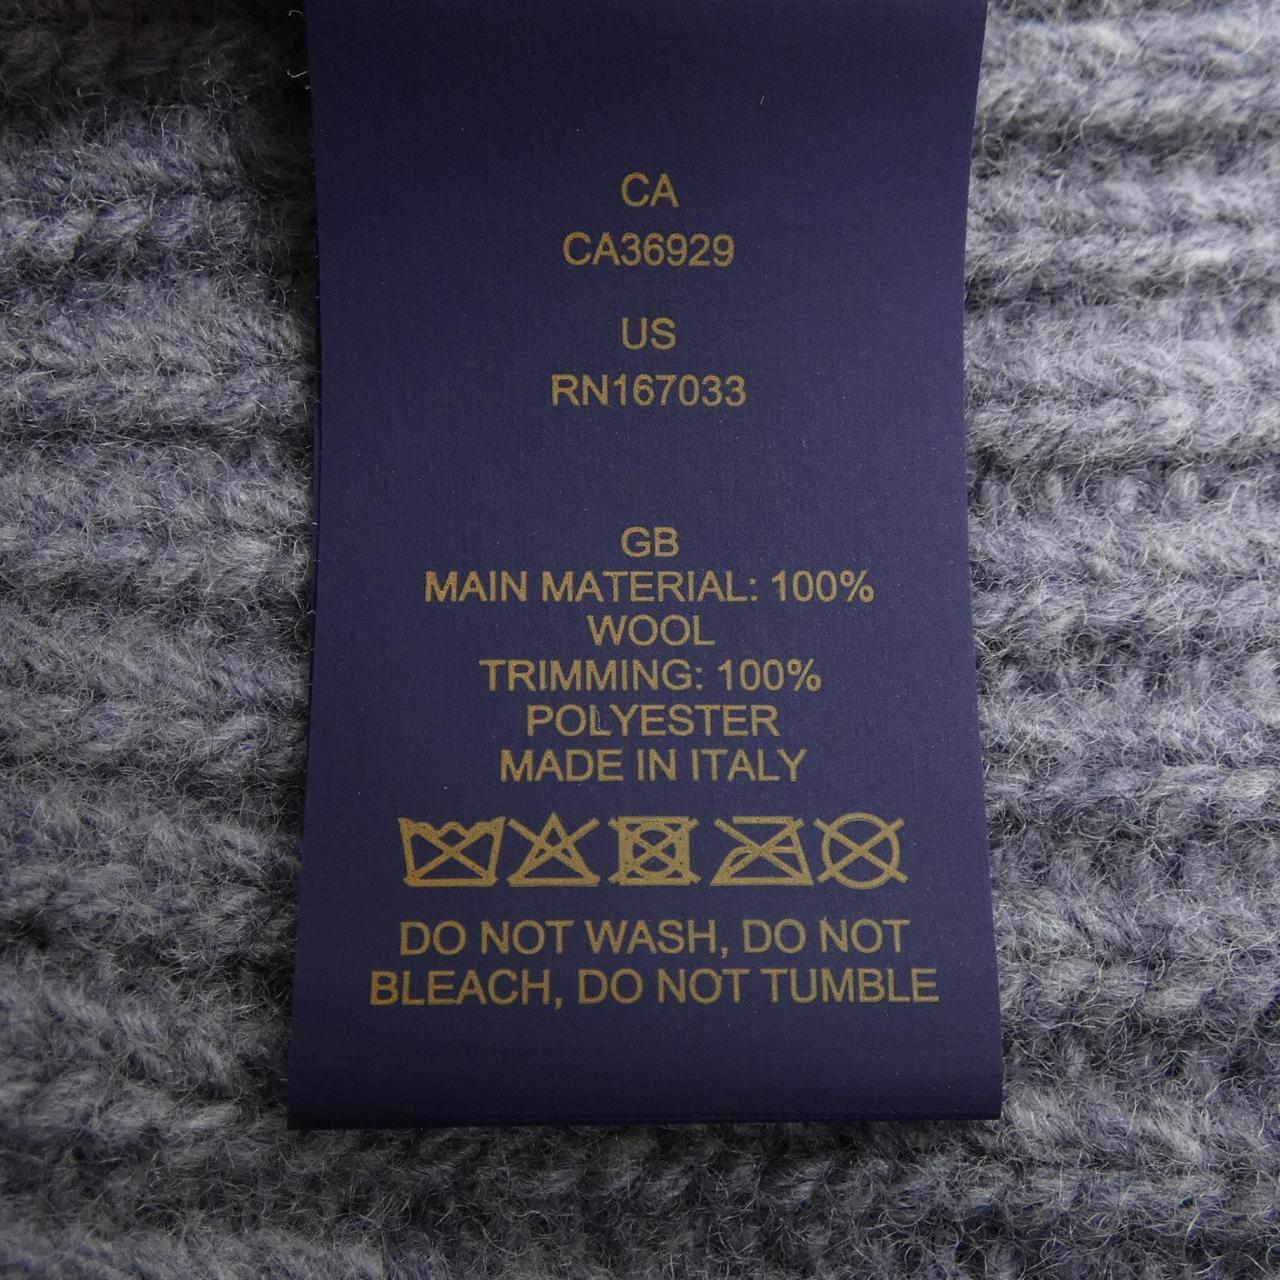 CA
CA36929
US
RN167033
GB
MAIN MATERIAL: 100%
WOOL
TRIMMING: 100%
POLYESTER
MADE IN ITALY
DO NOT WASH, DO NOT
BLEACH, DO NOT TUMBLE